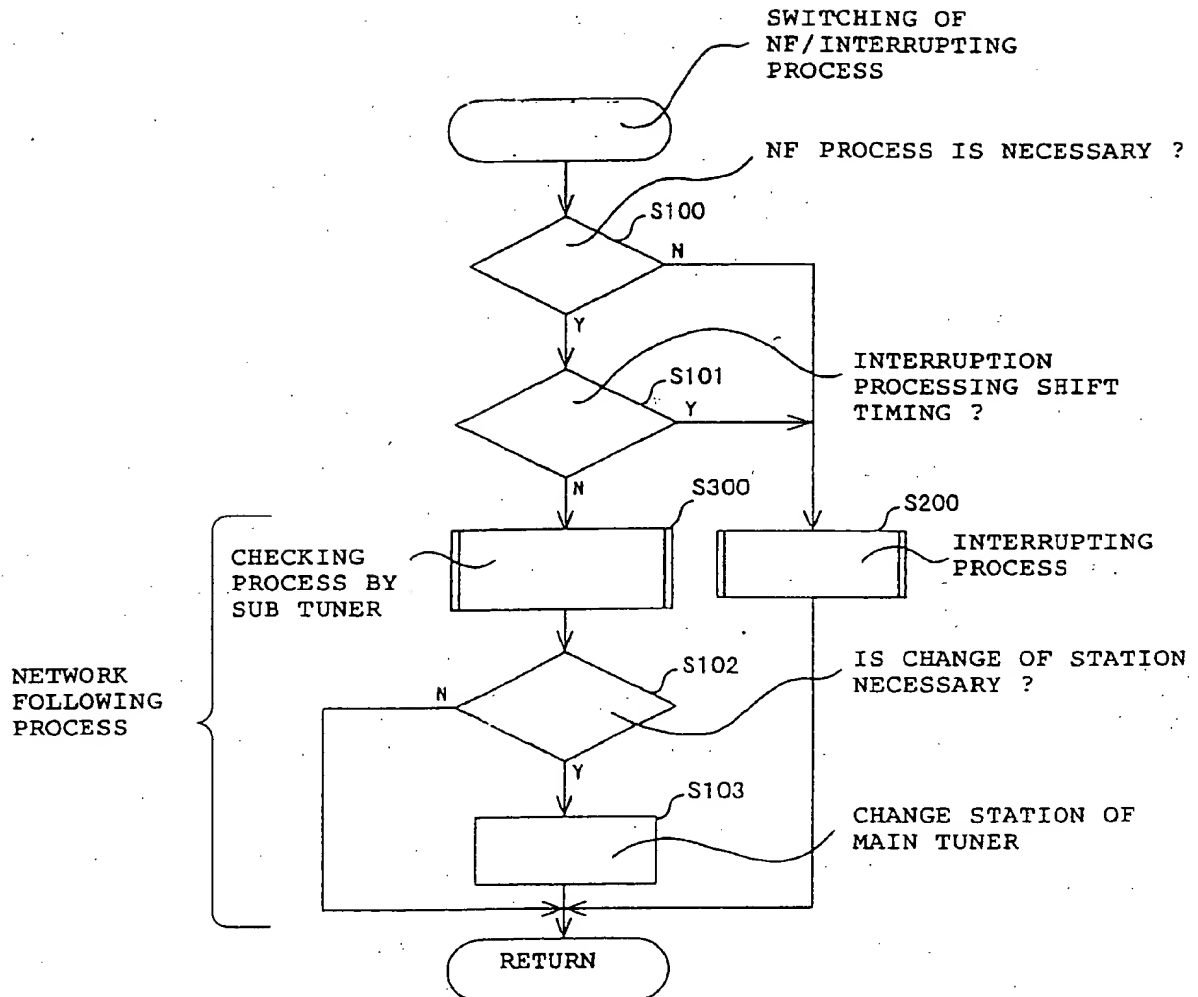 SWITCHING OF
NF/INTERRUPTING
PROCESS
NF PROCESS IS NECESSARY ?
S100
N
Y
INTERRUPTION
PROCESSING SHIFT
TIMING ?
S101
Y
N
S300
S200
CHECKING
PROCESS BY
SUB TUNER
INTERRUPTING
PROCESS
NETWORK
FOLLOWING
PROCESS
S102
N
IS CHANGE OF STATION
NECESSARY ?
Y
S103
CHANGE STATION OF
MAIN TUNER
RETURN